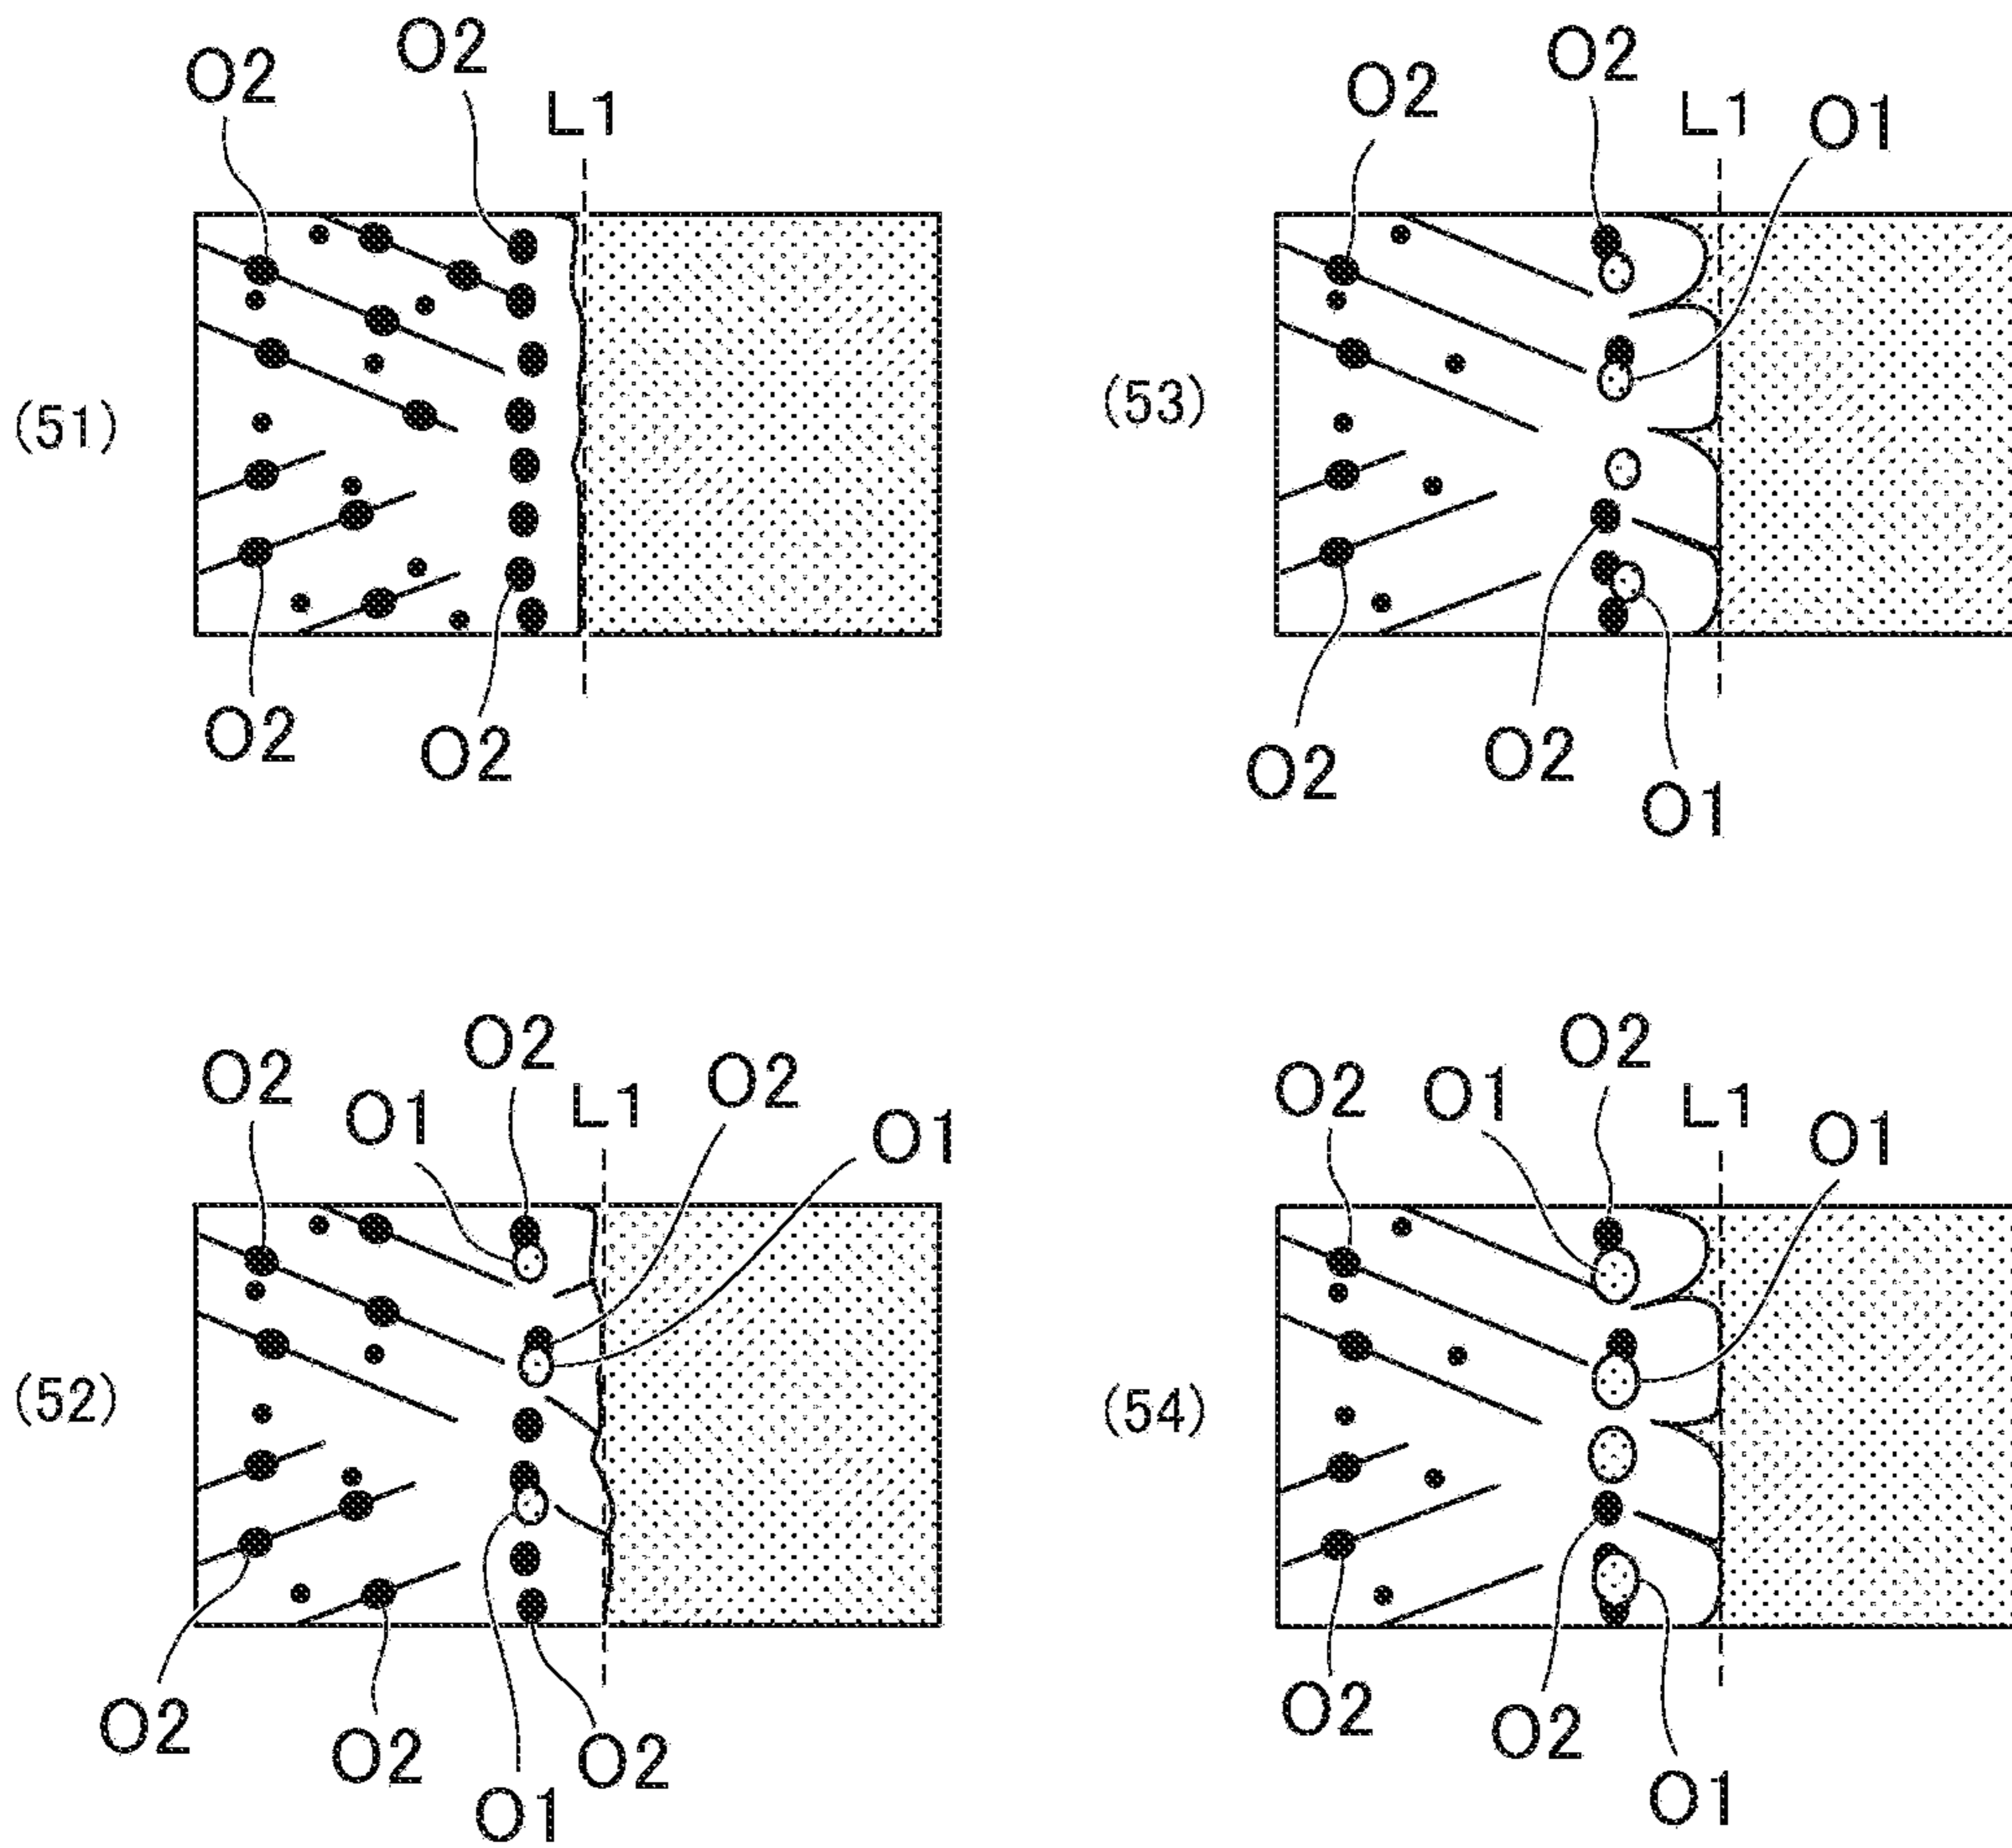 O2 O2 L1
(51)
O2 O2
O2 O2 L1 O1
(53)
O2 O2 O1
O2 O1 O2 L1 O2 O1
(52)
O2 O2 O1 O2
O2 O1 O2 L1 O1
(54)
O2 O2 O1